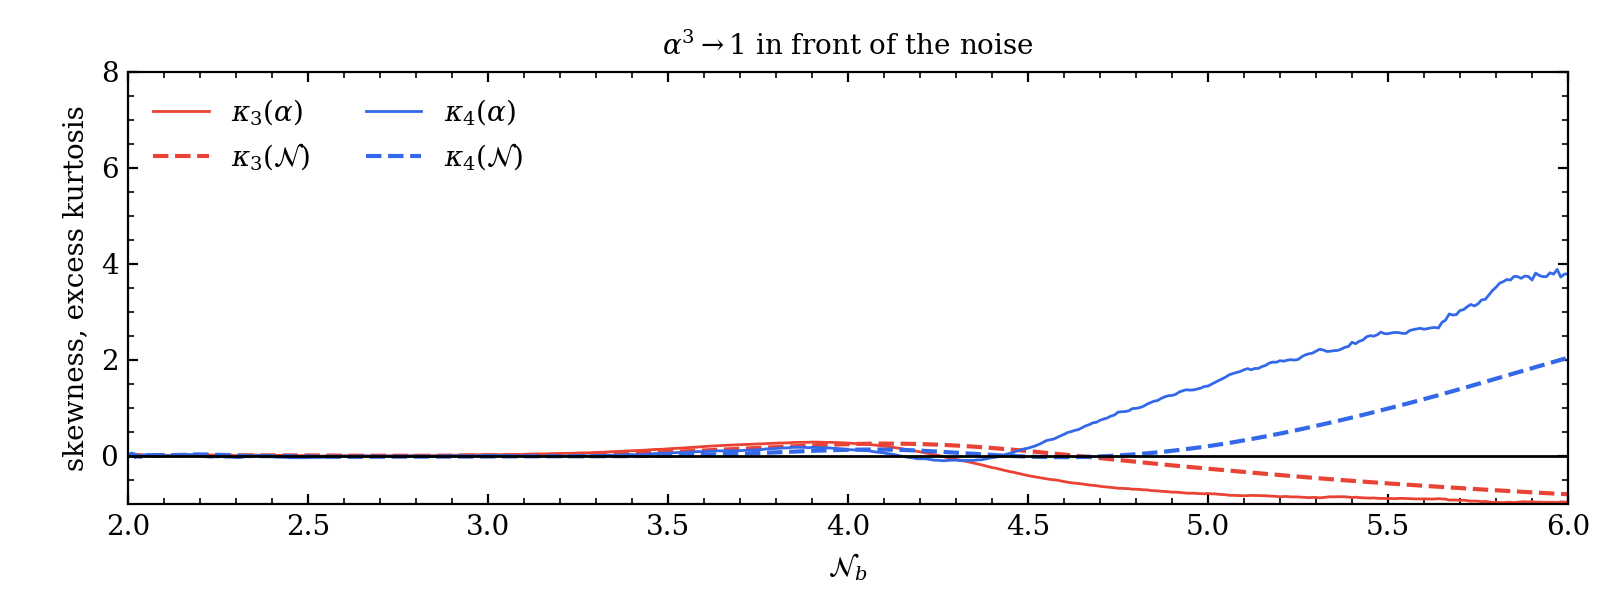 α³ → 1 in front of the noise
8
6
4
2
0
skewness, excess kurtosis
κ₃(α)
κ₃(𝒩)
κ₄(α)
κ₄(𝒩)
2.0 2.5 3.0 3.5 4.0 4.5 5.0 5.5 6.0
𝒩_b